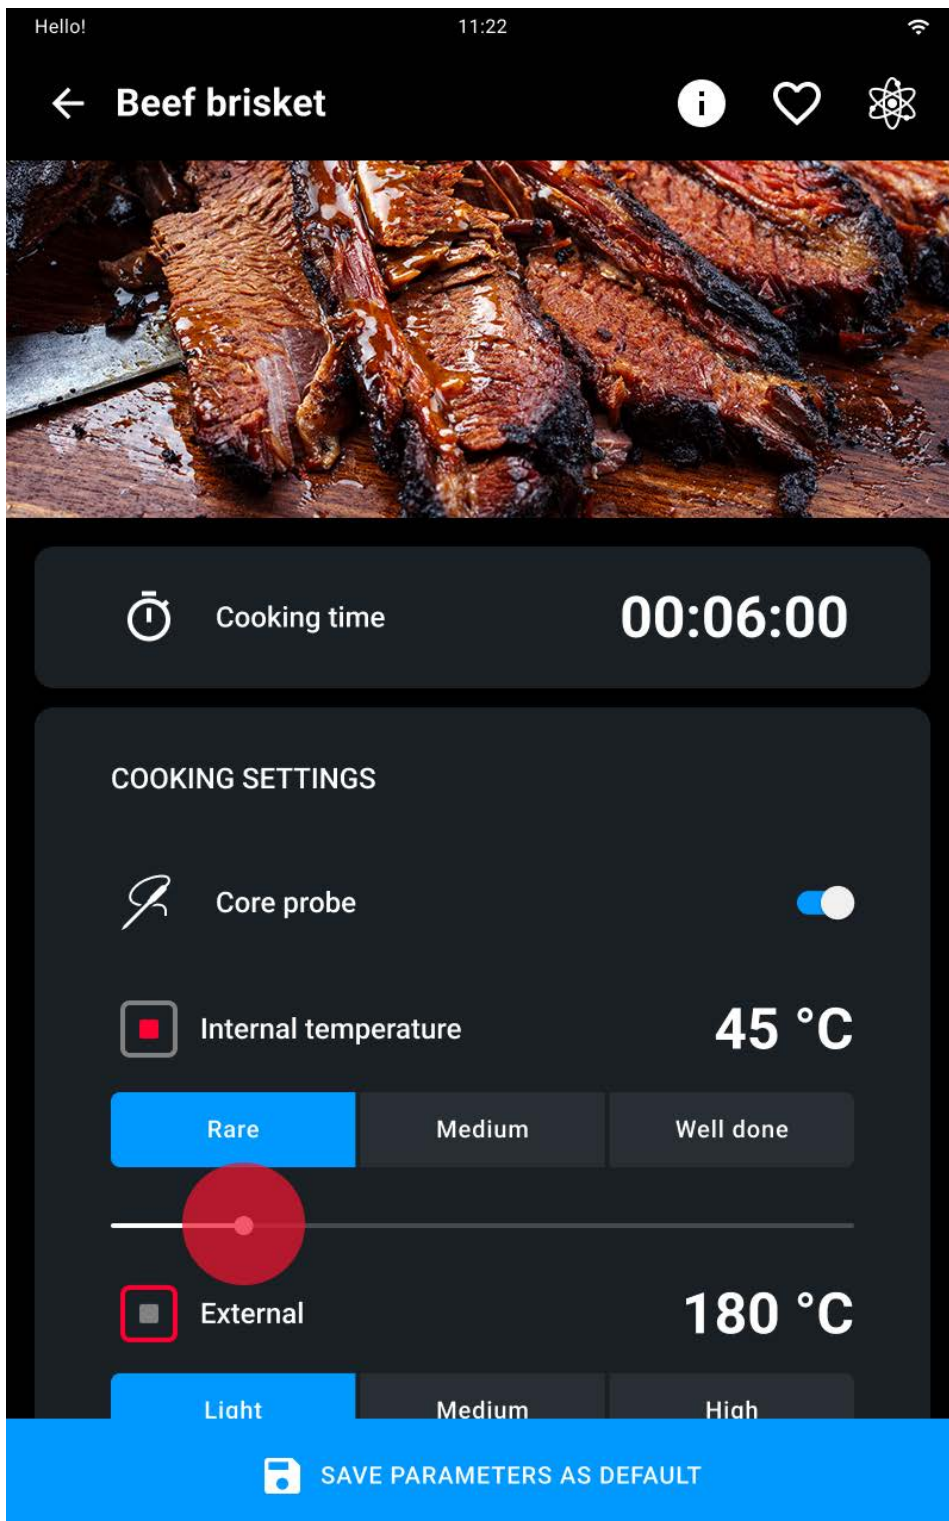 Hello! 11:22
Beef brisket
Cooking time 00:06:00
COOKING SETTINGS
Core probe
Internal temperature 45 °C
Rare Medium Well done
External 180 °C
Light Medium High
SAVE PARAMETERS AS DEFAULT